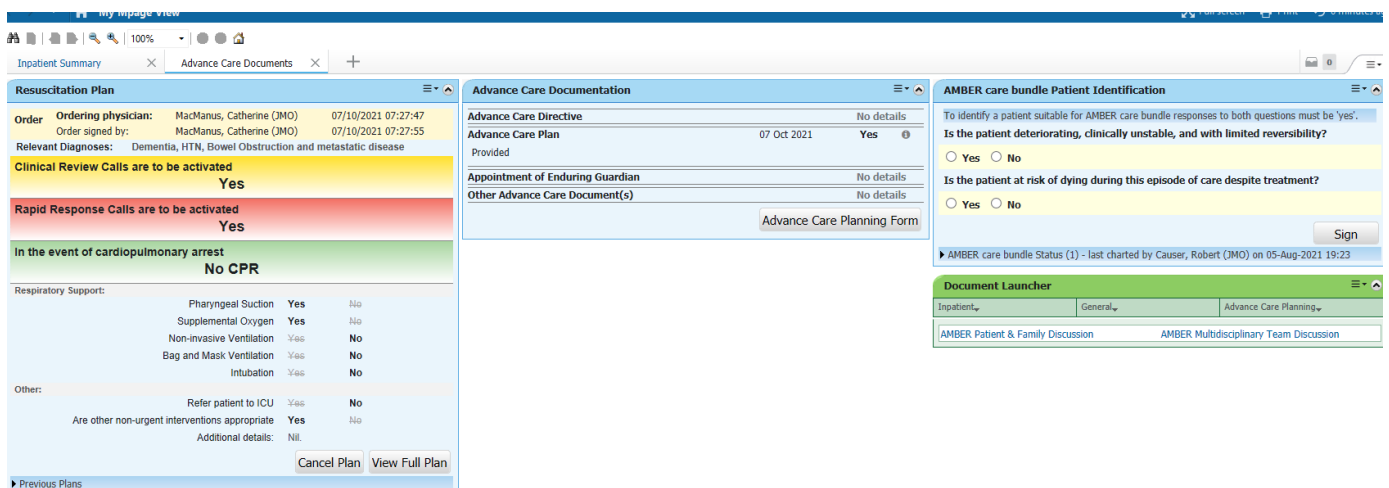 My Mpage View
Full screen Print 0 minutes ag
100%
Inpatient Summary
Advance Care Documents
0
Resuscitation Plan
Order
Ordering physician: MacManus, Catherine (JMO) 07/10/2021 07:27:47
Order signed by: MacManus, Catherine (JMO) 07/10/2021 07:27:55
Relevant Diagnoses: Dementia, HTN, Bowel Obstruction and metastatic disease
Clinical Review Calls are to be activated
Yes
Rapid Response Calls are to be activated
Yes
In the event of cardiopulmonary arrest
No CPR
Respiratory Support:
Pharyngeal Suction Yes No
Supplemental Oxygen Yes No
Non-invasive Ventilation Yes No
Bag and Mask Ventilation Yes No
Intubation Yes No
Other:
Refer patient to ICU Yes No
Are other non-urgent interventions appropriate Yes No
Additional details: Nil.
Cancel Plan View Full Plan
Previous Plans
Advance Care Documentation
Advance Care Directive No details
Advance Care Plan 07 Oct 2021 Yes
Provided
Appointment of Enduring Guardian No details
Other Advance Care Document(s) No details
Advance Care Planning Form
AMBER care bundle Patient Identification
To identify a patient suitable for AMBER care bundle responses to both questions must be 'yes'.
Is the patient deteriorating, clinically unstable, and with limited reversibility?
Yes No
Is the patient at risk of dying during this episode of care despite treatment?
Yes No
Sign
AMBER care bundle Status (1) - last charted by Causer, Robert (JMO) on 05-Aug-2021 19:23
Document Launcher
Inpatient General Advance Care Planning
AMBER Patient & Family Discussion AMBER Multidisciplinary Team Discussion